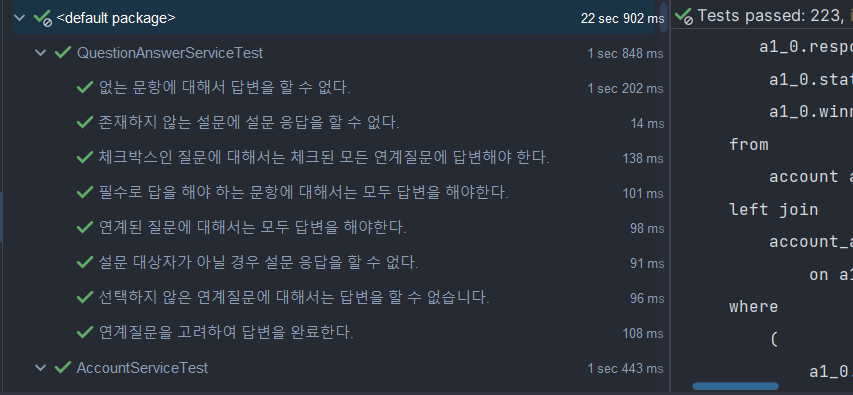 <default package> 22 sec 902 ms
QuestionAnswerServiceTest 1 sec 848 ms
없는 문항에 대해서 답변을 할 수 없다. 1 sec 202 ms
존재하지 않는 설문에 설문 응답을 할 수 없다. 14 ms
체크박스인 질문에 대해서는 체크된 모든 연계질문에 답변해야 한다. 138 ms
필수로 답을 해야 하는 문항에 대해서는 모두 답변을 해야한다. 101 ms
연계된 질문에 대해서는 모두 답변을 해야한다. 98 ms
설문 대상자가 아닐 경우 설문 응답을 할 수 없다. 91 ms
선택하지 않은 연계질문에 대해서는 답변을 할 수 없습니다. 96 ms
연계질문을 고려하여 답변을 완료한다. 108 ms
AccountServiceTest 1 sec 443 ms
Tests passed: 223,
a1_0.respo
a1_0.stat
a1_0.winn
from
account a
left join
account_a
on a1
where
(
a1_0.